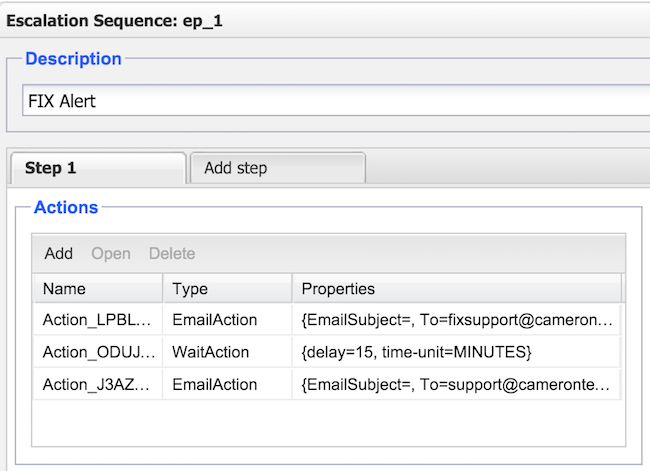 Escalation Sequence: ep_1
Description
FIX Alert
Step 1 Add step
Actions
Add Open Delete
Name Type Properties
Action_LPBL... EmailAction {EmailSubject=, To=fixsupport@cameron...
Action_ODUJ... WaitAction {delay=15, time-unit=MINUTES}
Action_J3AZ... EmailAction {EmailSubject=, To=support@cameronte...